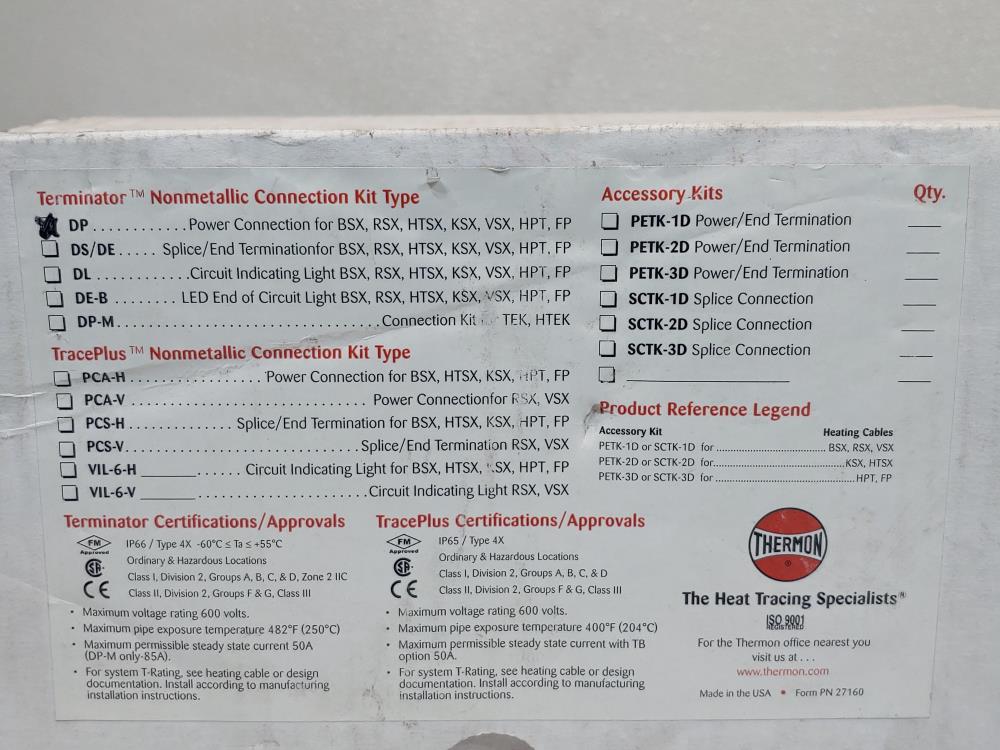 Terminator™ Nonmetallic Connection Kit Type
DP ............Power Connection for BSX, RSX, HTSX, KSX, VSX, HPT, FP
DS/DE ..... Splice/End Terminationfor BSX, RSX, HTSX, KSX, VSX, HPT, FP
DL ............Circuit Indicating Light BSX, RSX, HTSX, KSX, VSX, HPT, FP
DE-B ........ LED End of Circuit Light BSX, RSX, HTSX, KSX, VSX, HPT, FP
DP-M..................................Connection Kit TEK, HTEK
TracePlus™ Nonmetallic Connection Kit Type
PCA-H .................Power Connection for BSX, HTSX, KSX, HPT, FP
PCA-V .............................. Power Connectionfor RSX, VSX
PCS-H ............. Splice/End Termination for BSX, HTSX, KSX, HPT, FP
PCS-V..............................Splice/End Termination RSX, VSX
VIL-6-H ________...... Circuit Indicating Light for BSX, HTSX, KSX, HPT, FP
VIL-6-V ________......................Circuit Indicating Light RSX, VSX
Accessory Kits Qty.
PETK-1D Power/End Termination ____
PETK-2D Power/End Termination ____
PETK-3D Power/End Termination ____
SCTK-1D Splice Connection ____
SCTK-2D Splice Connection ____
SCTK-3D Splice Connection ____
Product Reference Legend
Accessory Kit Heating Cables
PETK-1D or SCTK-1D for ..............................BSX, RSX, VSX
PETK-2D or SCTK-2D for...................................KSX, HTSX
PETK-3D or SCTK-3D for .....................................HPT, FP
Terminator Certifications/Approvals
FM Approved
IP66 / Type 4X -60°C ≤ Ta ≤ +55°C
Ordinary & Hazardous Locations
Class I, Division 2, Groups A, B, C, & D, Zone 2 IIC
Class II, Division 2, Groups F & G, Class III
CE
• Maximum voltage rating 600 volts.
• Maximum pipe exposure temperature 482°F (250°C)
• Maximum permissible steady state current 50A
(DP-M only-85A).
• For system T-Rating, see heating cable or design
documentation. Install according to manufacturing
installation instructions.
TracePlus Certifications/Approvals
FM Approved
IP65 / Type 4X
Ordinary & Hazardous Locations
Class I, Division 2, Groups A, B, C, & D
Class II, Division 2, Groups F & G, Class III
CE
• Maximum voltage rating 600 volts.
• Maximum pipe exposure temperature 400°F (204°C)
• Maximum permissible steady state current with TB
option 50A.
• For system T-Rating, see heating cable or design
documentation. Install according to manufacturing
installation instructions.
THERMON
®
The Heat Tracing Specialists®
ISO 9001
REGISTERED
For the Thermon office nearest you
visit us at . . .
www.thermon.com
Made in the USA • Form PN 27160